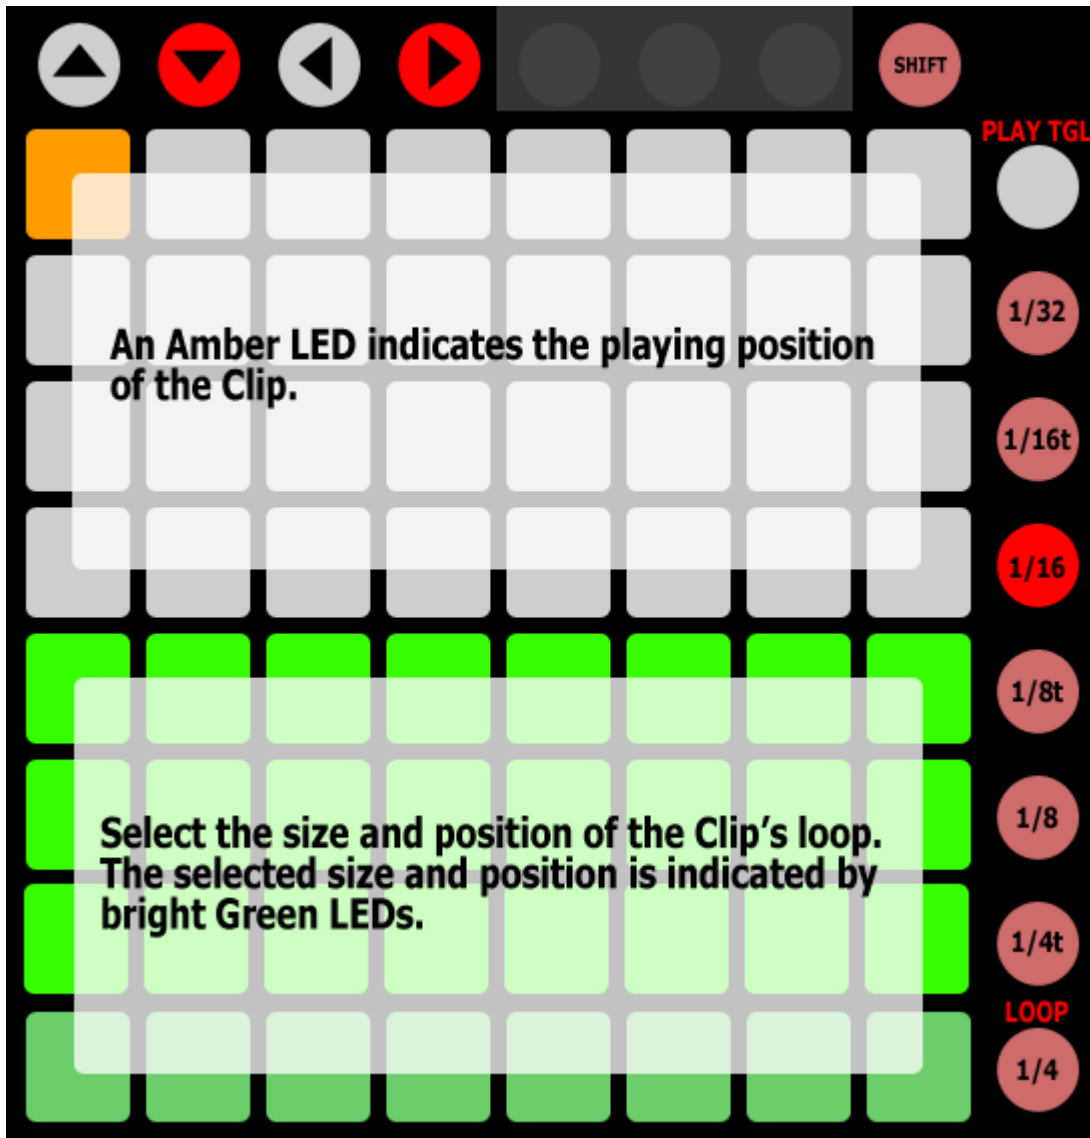 SHIFT
PLAY TGL
1/32
An Amber LED indicates the playing position
of the Clip.
1/16t
1/16
1/8t
1/8
Select the size and position of the Clip's loop.
The selected size and position is indicated by
bright Green LEDs.
1/4t
LOOP
1/4